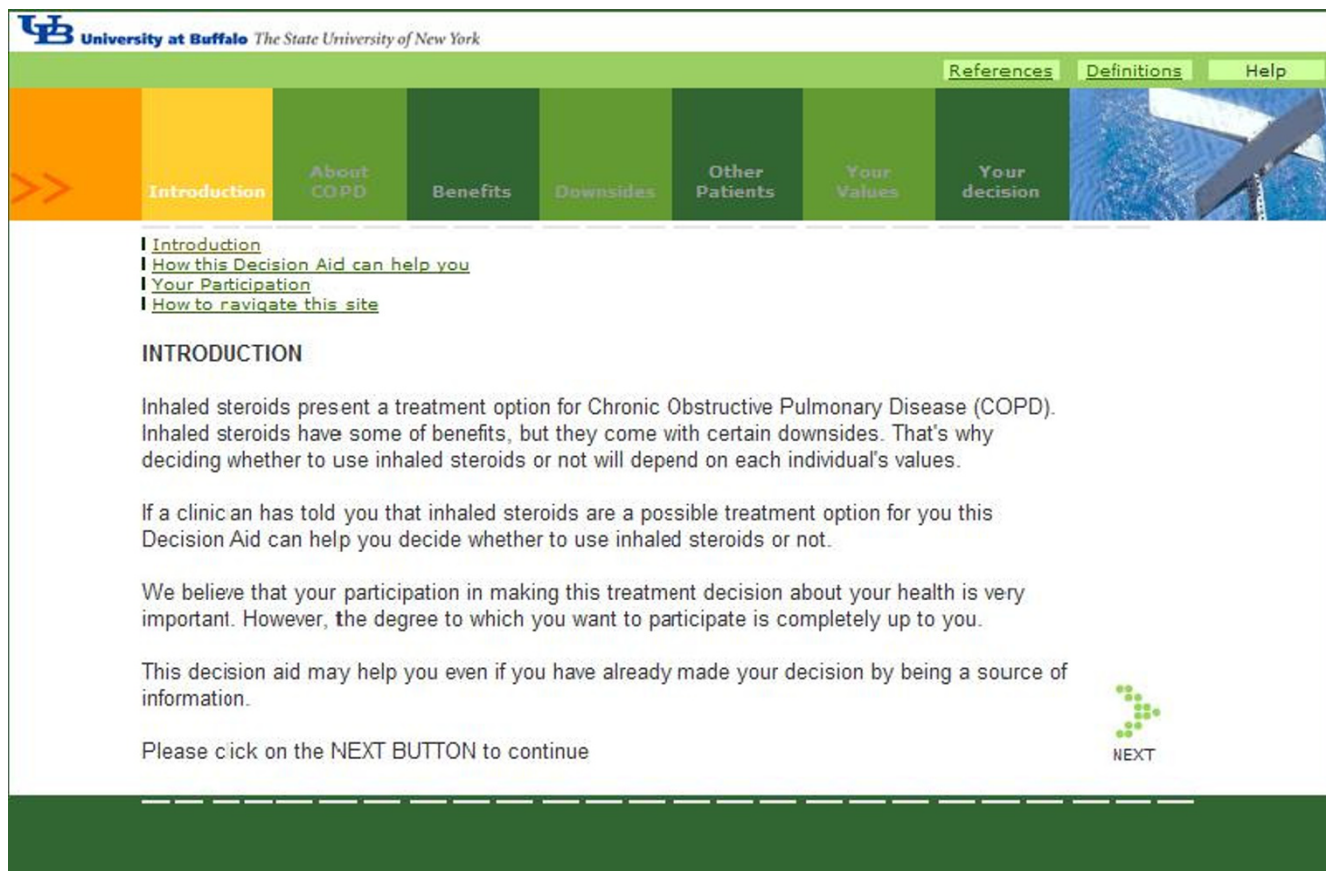 UB University at Buffalo The State University of New York
References Definitions Help
>> Introduction About COPD Benefits Downsides Other Patients Your Values Your decision
Introduction
How this Decision Aid can help you
Your Participation
How to navigate this site
INTRODUCTION
Inhaled steroids present a treatment option for Chronic Obstructive Pulmonary Disease (COPD).
Inhaled steroids have some of benefits, but they come with certain downsides. That's why
deciding whether to use inhaled steroids or not will depend on each individual's values.
If a clinician has told you that inhaled steroids are a possible treatment option for you this
Decision Aid can help you decide whether to use inhaled steroids or not.
We believe that your participation in making this treatment decision about your health is very
important. However, the degree to which you want to participate is completely up to you.
This decision aid may help you even if you have already made your decision by being a source of
information.
Please click on the NEXT BUTTON to continue
NEXT